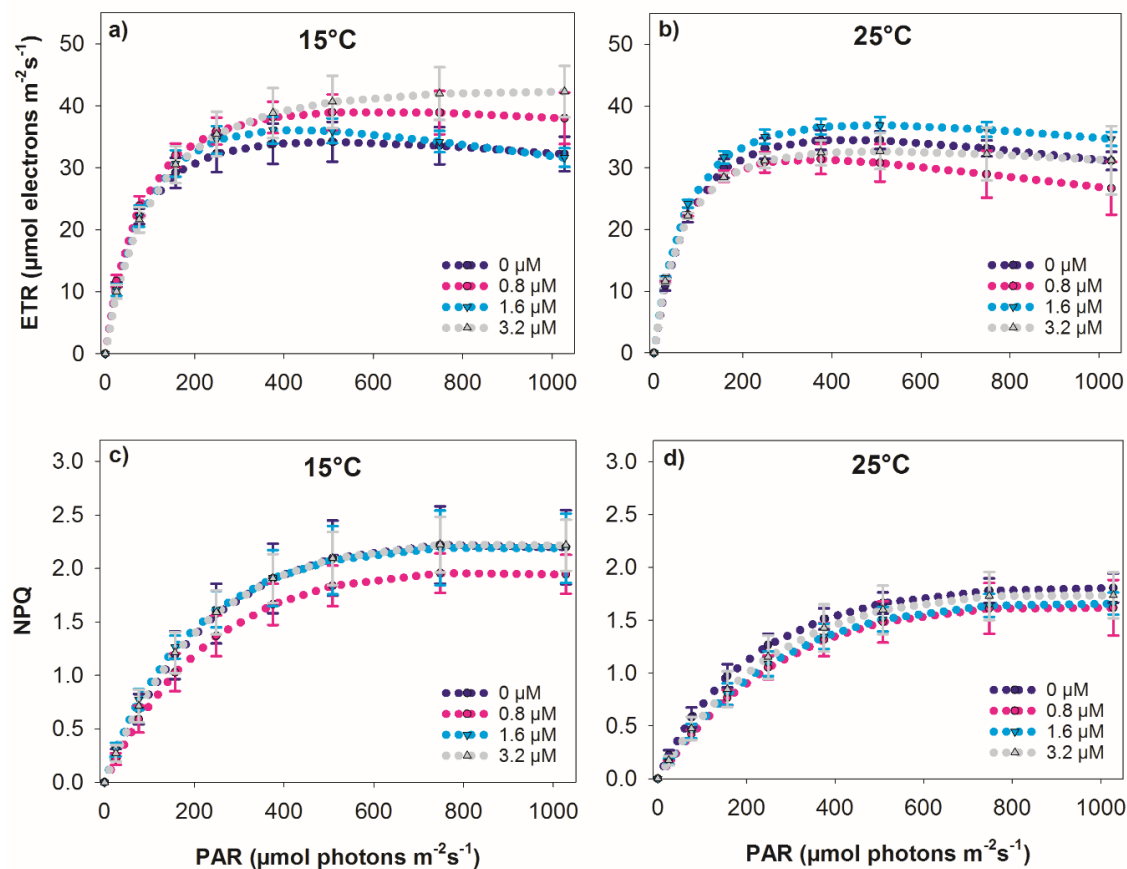 a)
15°C
ETR (µmol electrons m-2s-1)
50
40
30
20
10
0
0 µM
0.8 µM
1.6 µM
3.2 µM
0 200 400 600 800 1000
b)
25°C
50
40
30
20
10
0
0 µM
0.8 µM
1.6 µM
3.2 µM
0 200 400 600 800 1000
c)
15°C
NPQ
3.0
2.5
2.0
1.5
1.0
0.5
0.0
0 µM
0.8 µM
1.6 µM
3.2 µM
0 200 400 600 800 1000
PAR (µmol photons m-2s-1)
d)
25°C
3.0
2.5
2.0
1.5
1.0
0.5
0.0
0 µM
0.8 µM
1.6 µM
3.2 µM
0 200 400 600 800 1000
PAR (µmol photons m-2s-1)